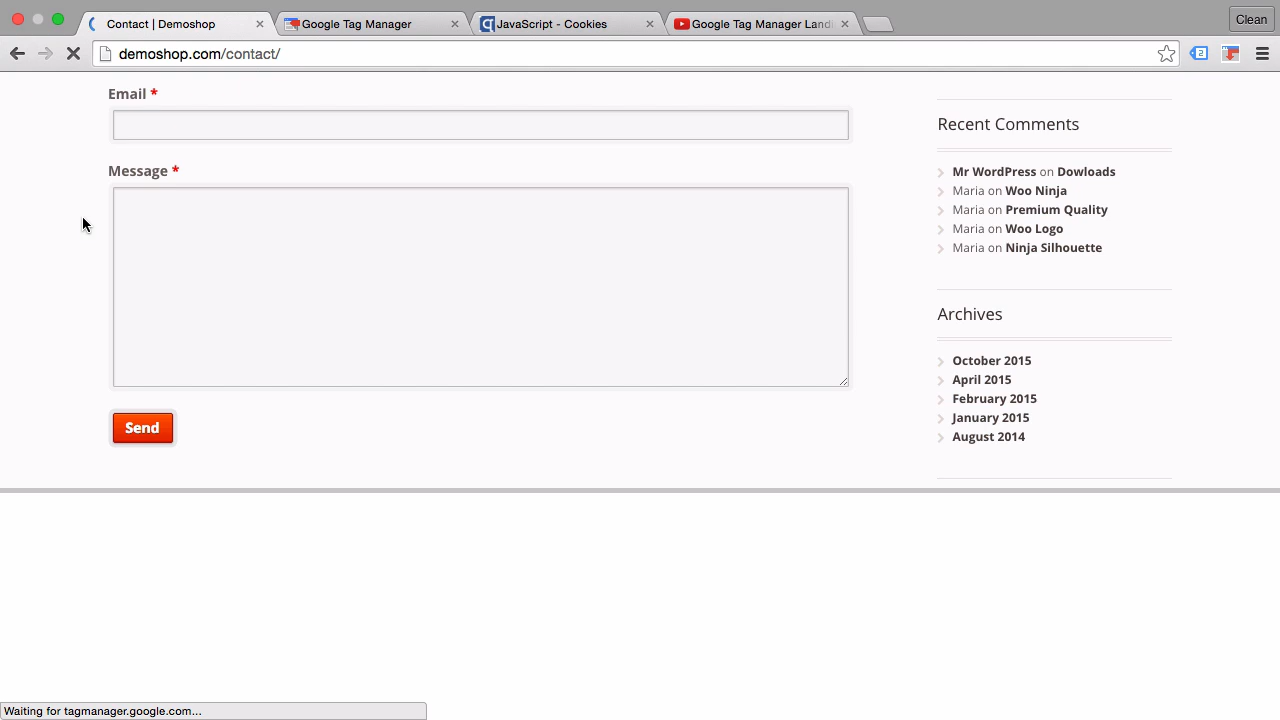 Contact | Demoshop
Google Tag Manager
JavaScript - Cookies
Google Tag Manager Landi
Clean
demoshop.com/contact/
2
Email *
Message *
Send
Recent Comments
Mr WordPress on Dowloads
Maria on Woo Ninja
Maria on Premium Quality
Maria on Woo Logo
Maria on Ninja Silhouette
Archives
October 2015
April 2015
February 2015
January 2015
August 2014
Waiting for tagmanager.google.com...